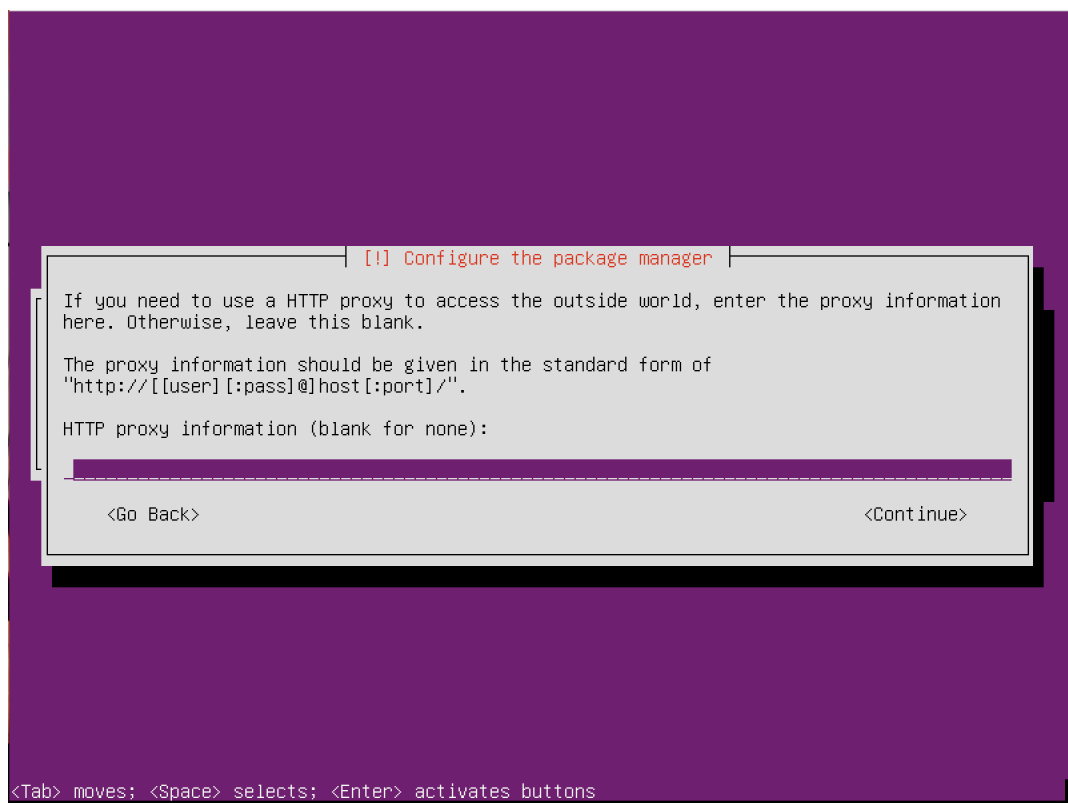 [!] Configure the package manager
If you need to use a HTTP proxy to access the outside world, enter the proxy information
here. Otherwise, leave this blank.
The proxy information should be given in the standard form of
"http://[[user][:pass]@]host[:port]/".
HTTP proxy information (blank for none):
<Go Back> <Continue>
<Tab> moves; <Space> selects; <Enter> activates buttons